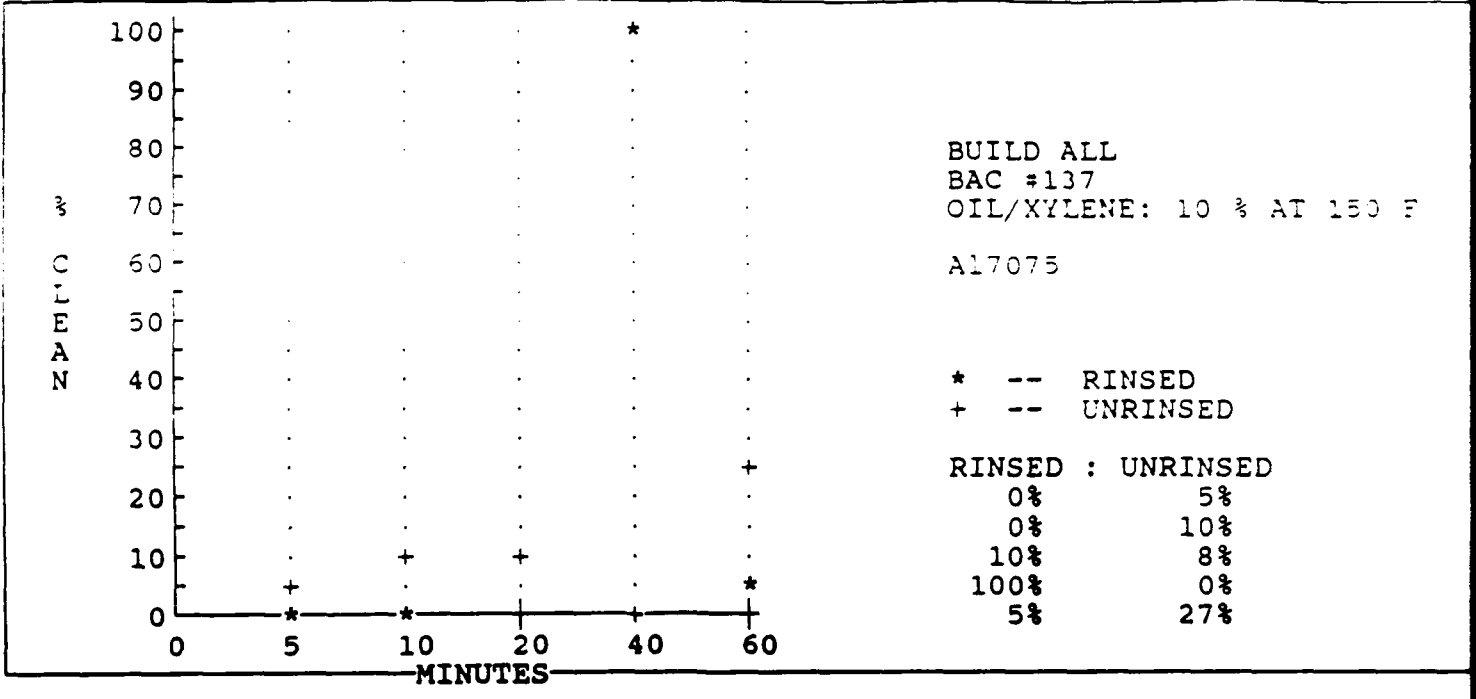 100
90
80
70
60
50
40
30
20
10
0
% CLEAN
0 5 10 20 40 60
MINUTES
BUILD ALL
BAC #137
OIL/XYLENE: 10 % AT 150 F
A17075
* -- RINSED
+ -- UNRINSED
RINSED : UNRINSED
0% 5%
0% 10%
10% 8%
100% 0%
5% 27%